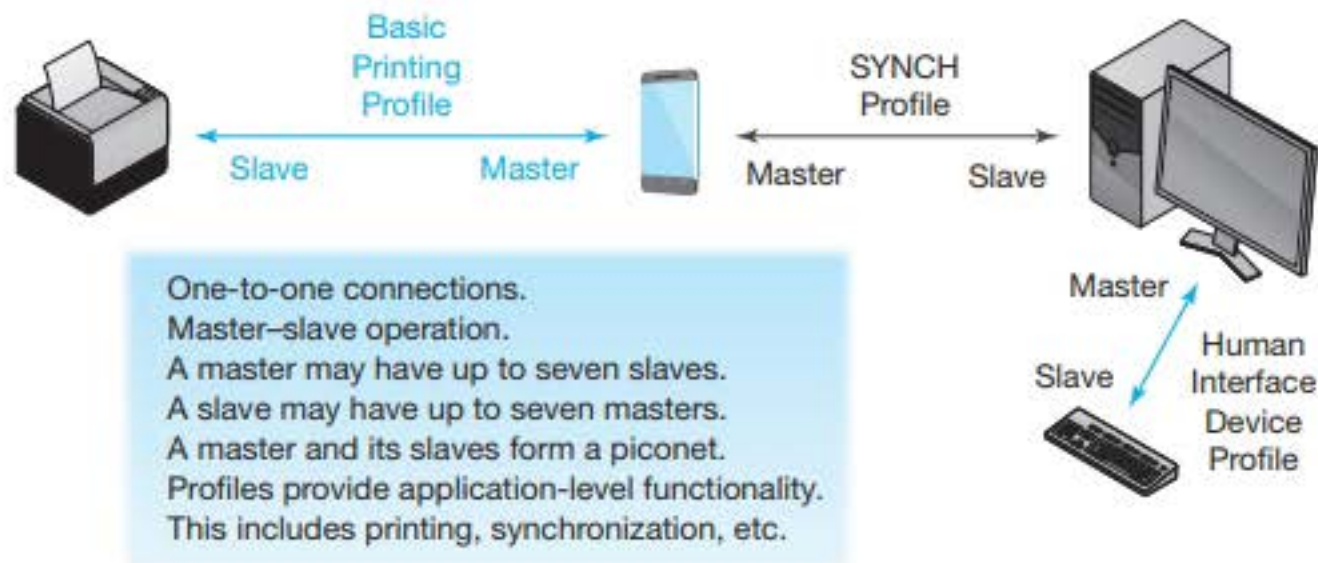 Basic
Printing
Profile
Slave
Master
SYNCH
Profile
Master
Slave
One-to-one connections.
Master–slave operation.
A master may have up to seven slaves.
A slave may have up to seven masters.
A master and its slaves form a piconet.
Profiles provide application-level functionality.
This includes printing, synchronization, etc.
Master
Slave
Human
Interface
Device
Profile